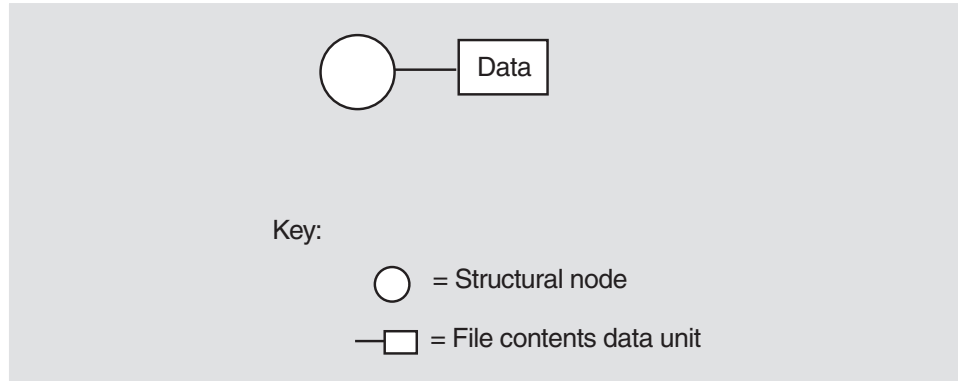 Data
Key:
= Structural node
= File contents data unit